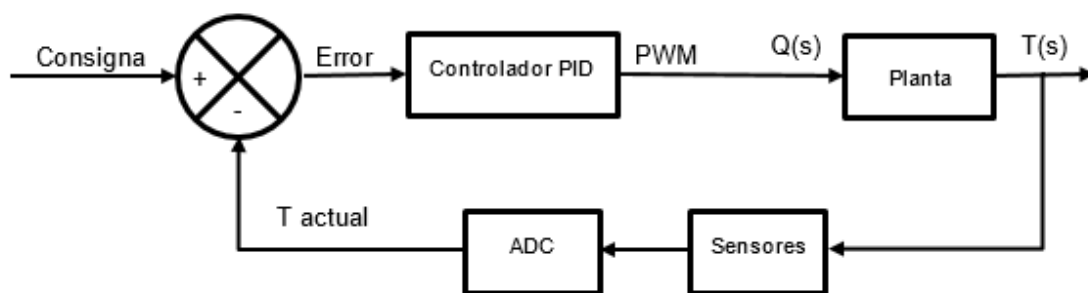 Consigna
+
-
Error
Controlador PID
PWM
Q(s)
Planta
T(s)
T actual
ADC
Sensores